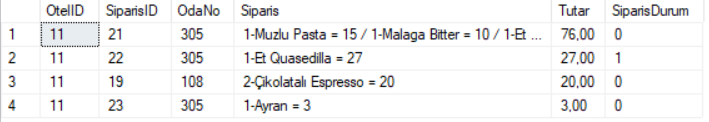 OtelID SiparisID OdaNo Siparis Tutar SiparisDurum
1 11 21 305 1-Muzlu Pasta = 15 / 1-Malaga Bitter = 10 / 1-Et ... 76,00 0
2 11 22 305 1-Et Quasedilla = 27 27,00 1
3 11 19 108 2-Çikolatalı Espresso = 20 20,00 0
4 11 23 305 1-Ayran = 3 3,00 0